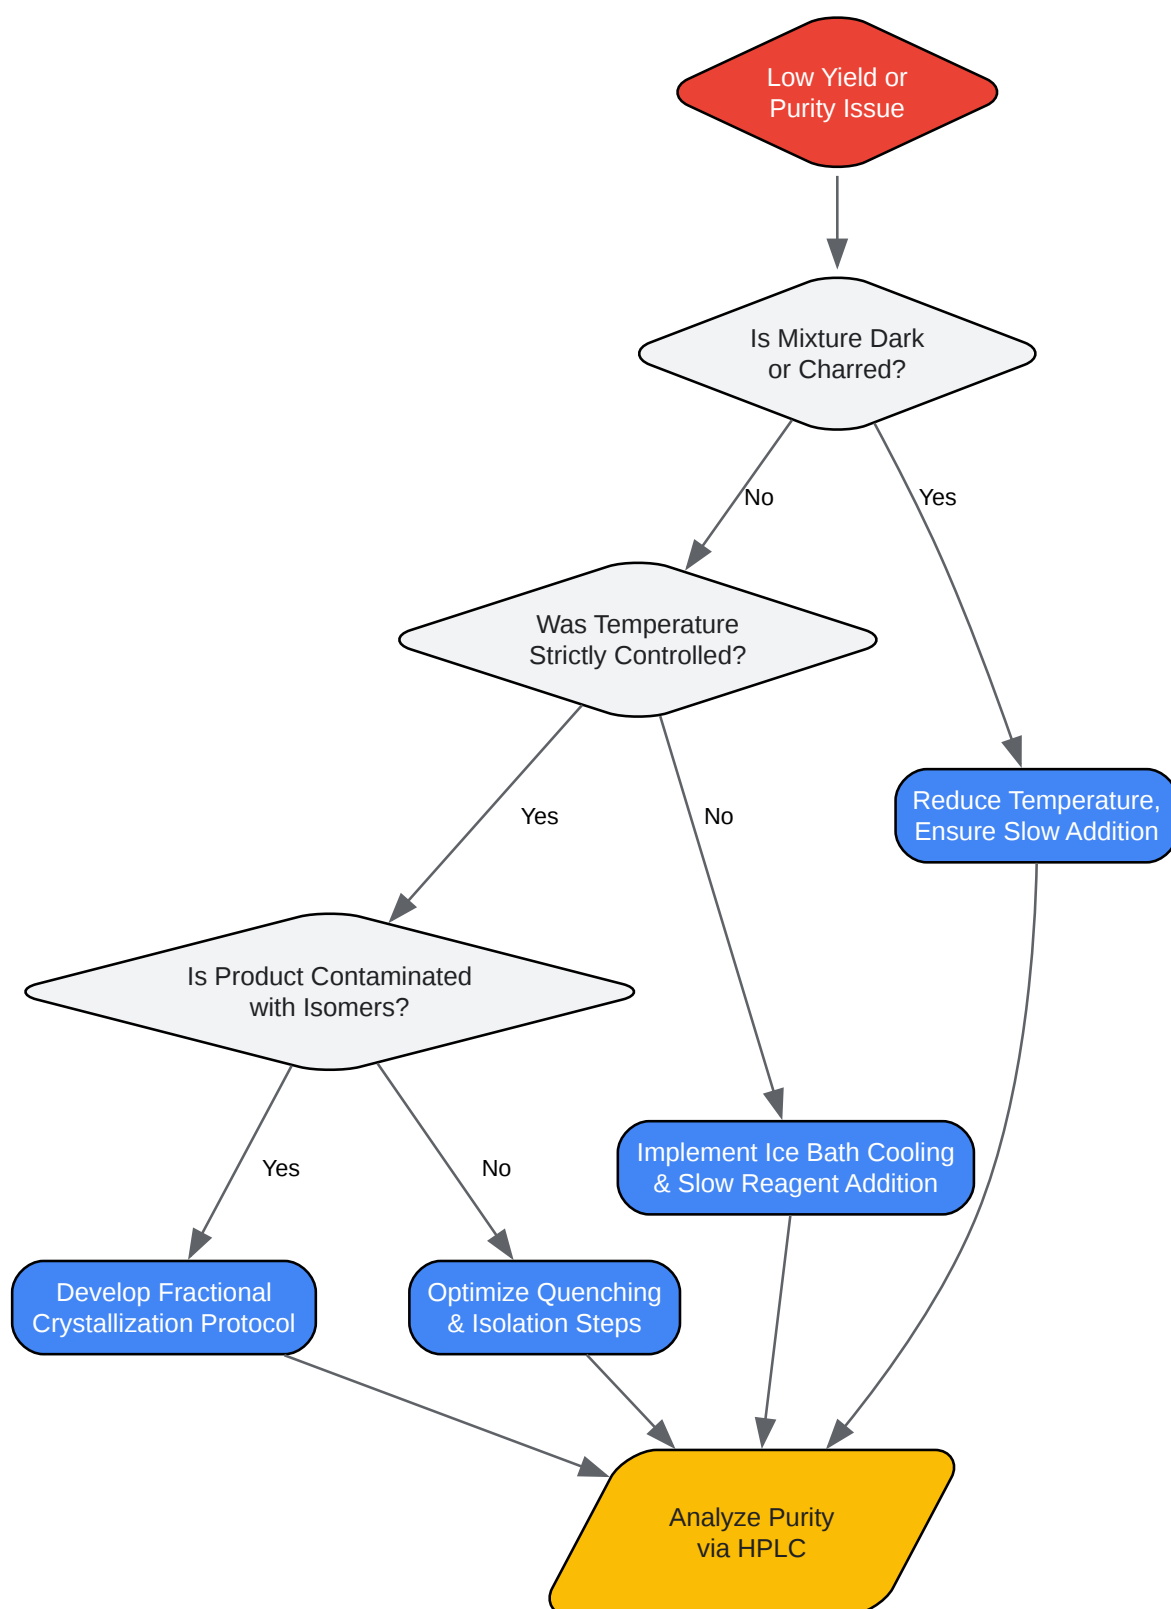 Low Yield or
Purity Issue
Is Mixture Dark
or Charred?
No
Yes
Was Temperature
Strictly Controlled?
Reduce Temperature,
Ensure Slow Addition
Yes
No
Is Product Contaminated
with Isomers?
Implement Ice Bath Cooling
& Slow Reagent Addition
Yes
No
Develop Fractional
Crystallization Protocol
Optimize Quenching
& Isolation Steps
Analyze Purity
via HPLC